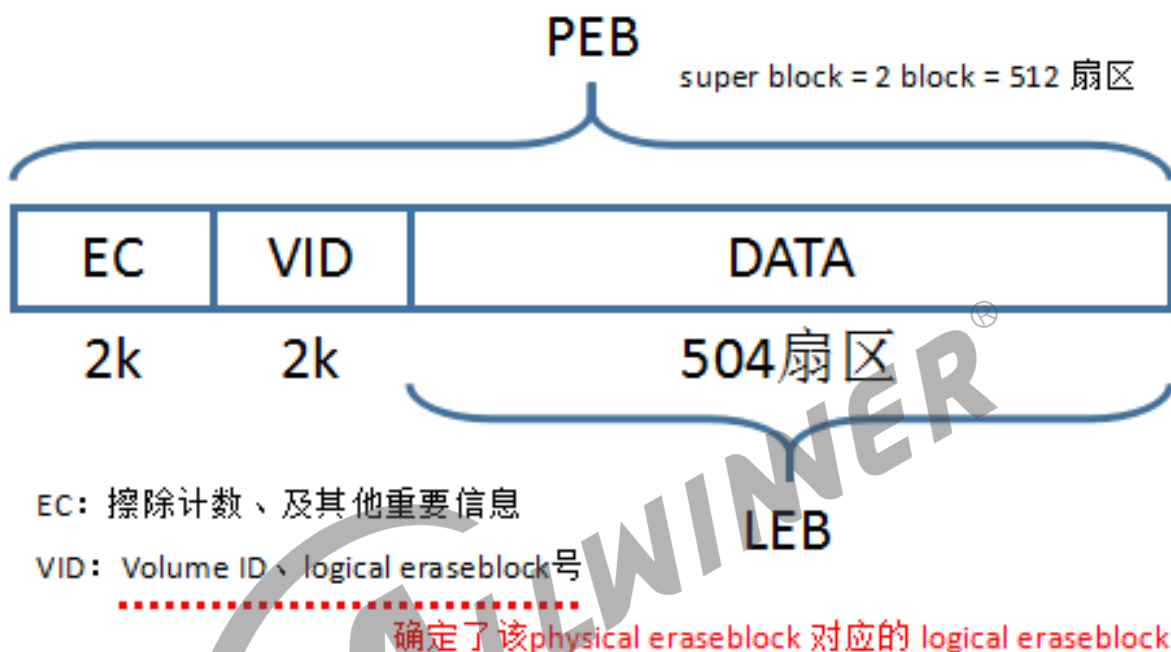 PEB
super block = 2 block = 512 扇区
EC
VID
DATA
2k
2k
504扇区
EC：擦除计数、及其他重要信息
LEB
VID：Volume ID、logical eraseblock号
确定了该physical eraseblock 对应的 logical eraseblock
ALLWINNER®